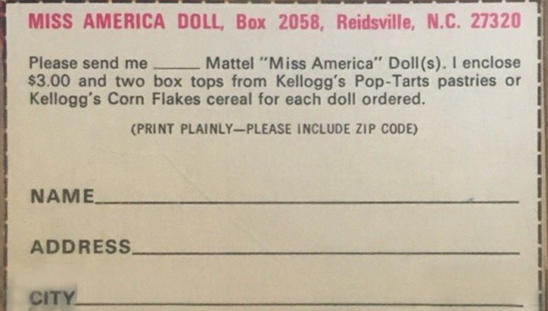 MISS AMERICA DOLL, Box 2058, Reidsville, N.C. 27320
Please send me _____ Mattel "Miss America" Doll(s). I enclose
$3.00 and two box tops from Kellogg's Pop-Tarts pastries or
Kellogg's Corn Flakes cereal for each doll ordered.
(PRINT PLAINLY—PLEASE INCLUDE ZIP CODE)
NAME
ADDRESS
CITY